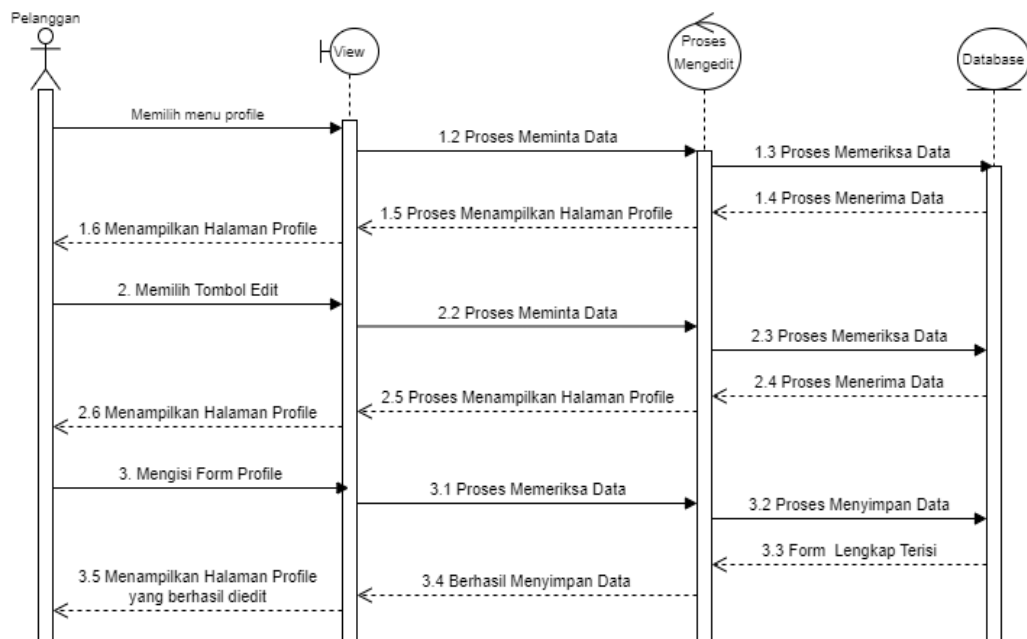 Pelanggan
View
Proses
Mengedit
Database
Memilih menu profile
1.2 Proses Meminta Data
1.3 Proses Memeriksa Data
1.4 Proses Menerima Data
1.5 Proses Menampilkan Halaman Profile
1.6 Menampilkan Halaman Profile
2. Memilih Tombol Edit
2.2 Proses Meminta Data
2.3 Proses Memeriksa Data
2.4 Proses Menerima Data
2.5 Proses Menampilkan Halaman Profile
2.6 Menampilkan Halaman Profile
3. Mengisi Form Profile
3.1 Proses Memeriksa Data
3.2 Proses Menyimpan Data
3.3 Form Lengkap Terisi
3.4 Berhasil Menyimpan Data
3.5 Menampilkan Halaman Profile
yang berhasil diedit